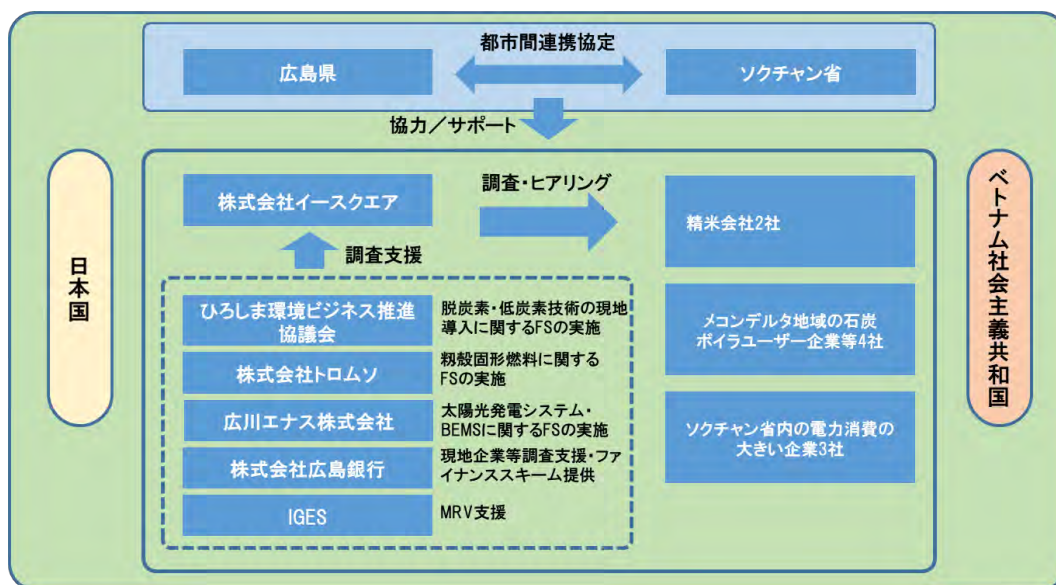 都市間連携協定
広島県
ソクチャン省
協力／サポート
日本国
ベトナム社会主義共和国
株式会社イースクエア
調査・ヒアリング
調査支援
ひろしま環境ビジネス推進
協議会
脱炭素・低炭素技術の現地
導入に関するFSの実施
株式会社トロムソ
籾殻固形燃料に関する
FSの実施
広川エナス株式会社
太陽光発電システム・
BEMSに関するFSの実施
株式会社広島銀行
現地企業等調査支援・ファ
イナンススキーム提供
IGES
MRV支援
精米会社2社
メコンデルタ地域の石炭
ボイラユーザー企業等4社
ソクチャン省内の電力消費の
大きい企業3社